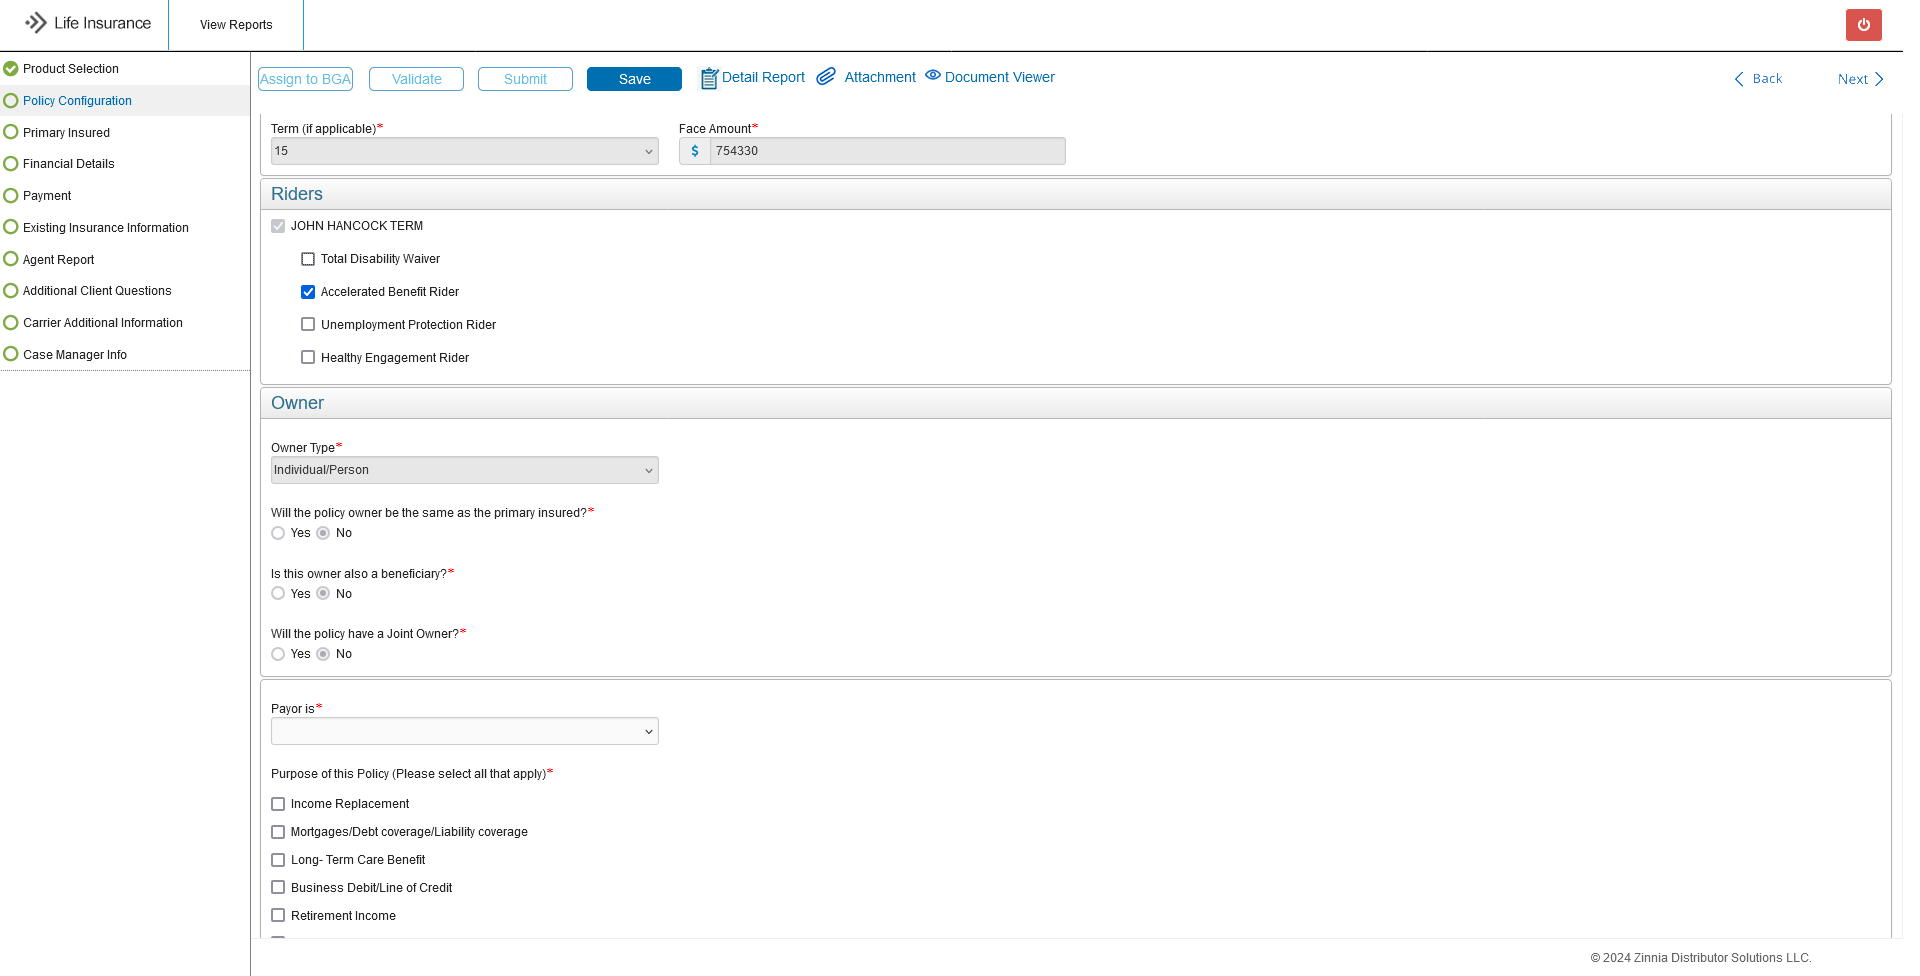 Life Insurance
View Reports
Product Selection
Policy Configuration
Primary Insured
Financial Details
Payment
Existing Insurance Information
Agent Report
Additional Client Questions
Carrier Additional Information
Case Manager Info
Assign to BGA
Validate
Submit
Save
Detail Report
Attachment
Document Viewer
Back
Next
Term (if applicable)*
15
Face Amount*
$ 754330
Riders
JOHN HANCOCK TERM
Total Disability Waiver
Accelerated Benefit Rider
Unemployment Protection Rider
Healthy Engagement Rider
Owner
Owner Type*
Individual/Person
Will the policy owner be the same as the primary insured?*
Yes No
Is this owner also a beneficiary?*
Yes No
Will the policy have a Joint Owner?*
Yes No
Payor is*
Purpose of this Policy (Please select all that apply)*
Income Replacement
Mortgages/Debt coverage/Liability coverage
Long- Term Care Benefit
Business Debit/Line of Credit
Retirement Income
© 2024 Zinnia Distributor Solutions LLC.